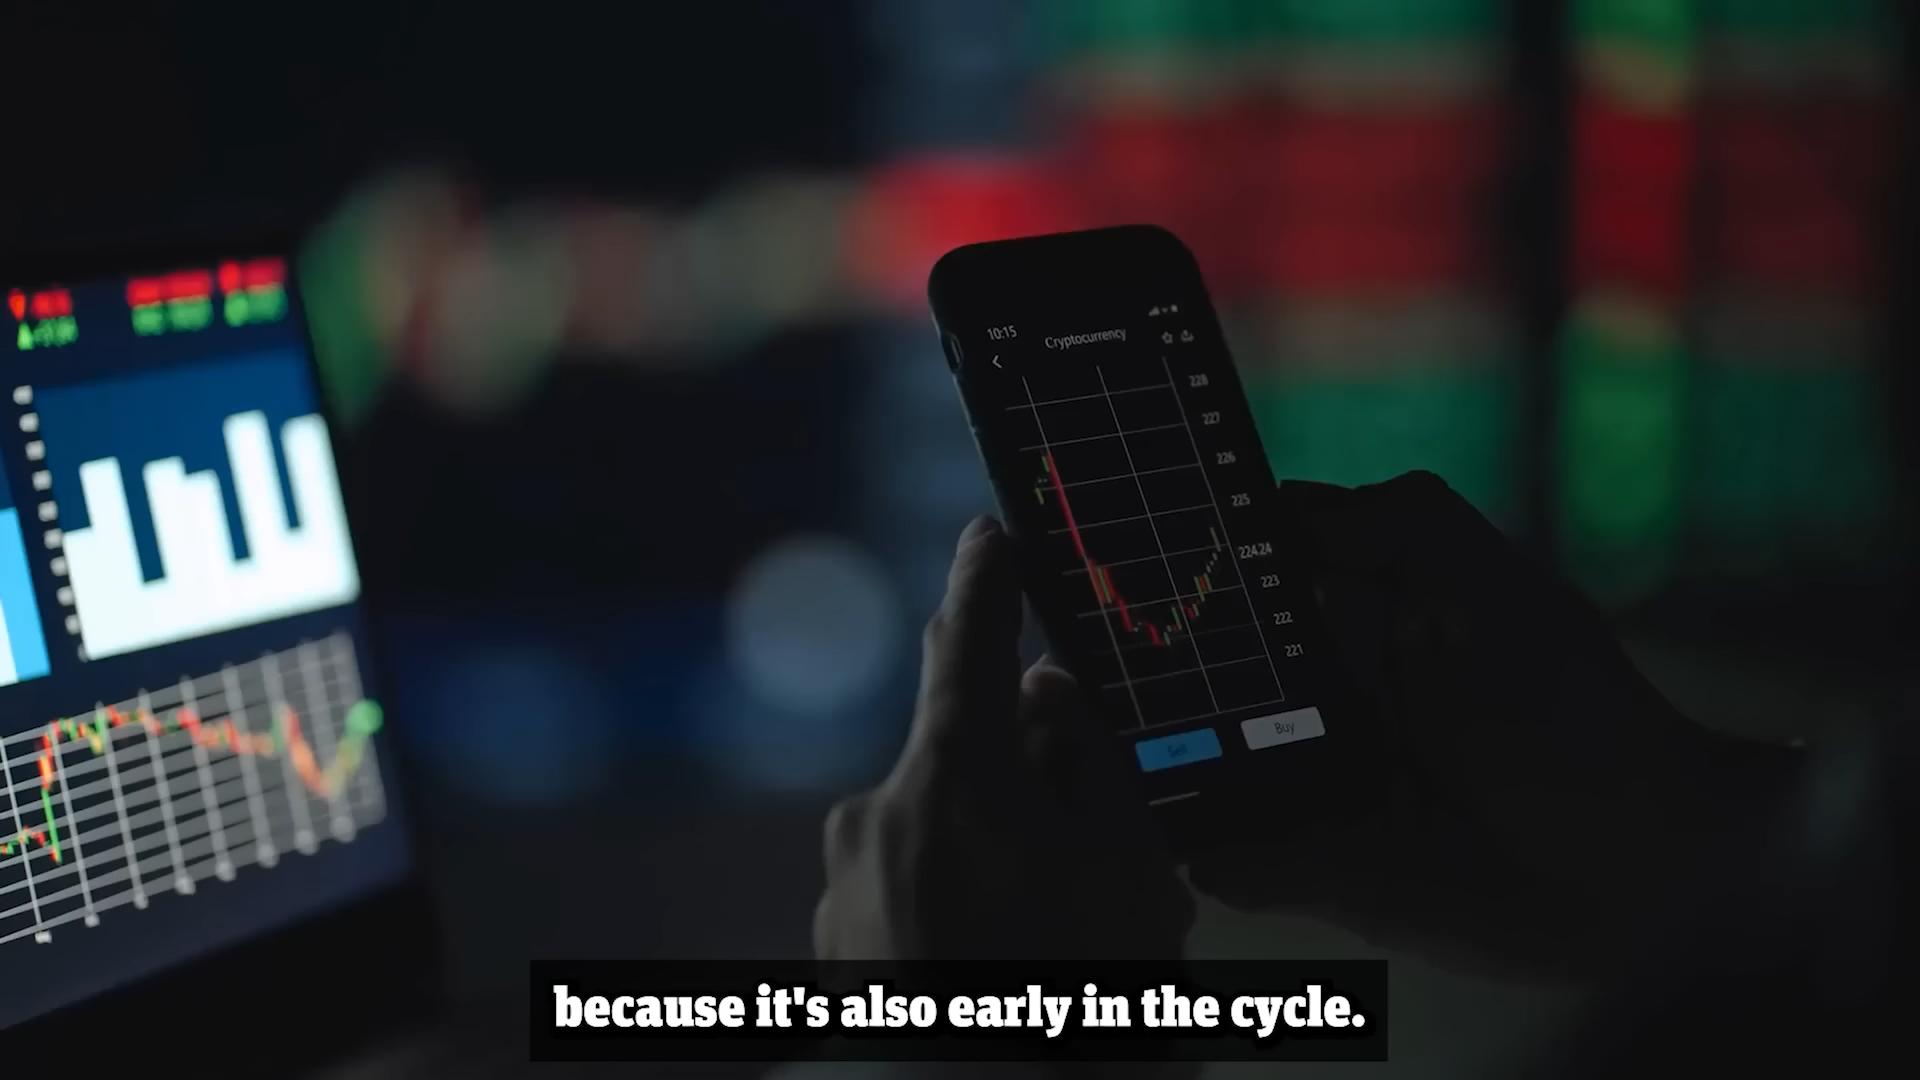 10:15
Cryptocurrency
228
227
226
225
224.24
223
222
221
Sell
Buy
because it's also early in the cycle.